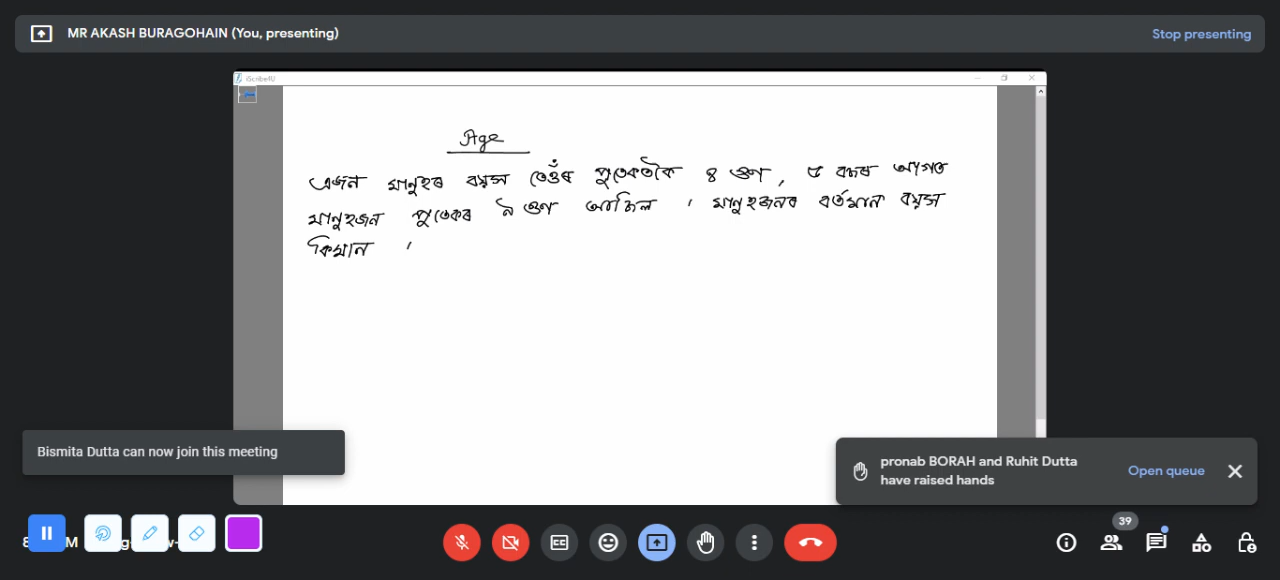 MR AKASH BURAGOHAIN (You, presenting)
Stop presenting
iScribe4U
Age
এজন মানুহৰ বয়স তেওঁৰ পুতেকতকৈ ৪ গুণ, ৫ বছৰ আগত
মানুহজন পুতেকৰ ৯ গুণ আছিল । মানুহজনৰ বৰ্তমান বয়স
কিমান ।
Bismita Dutta can now join this meeting
pronab BORAH and Ruhit Dutta
have raised hands
Open queue
39
8
M